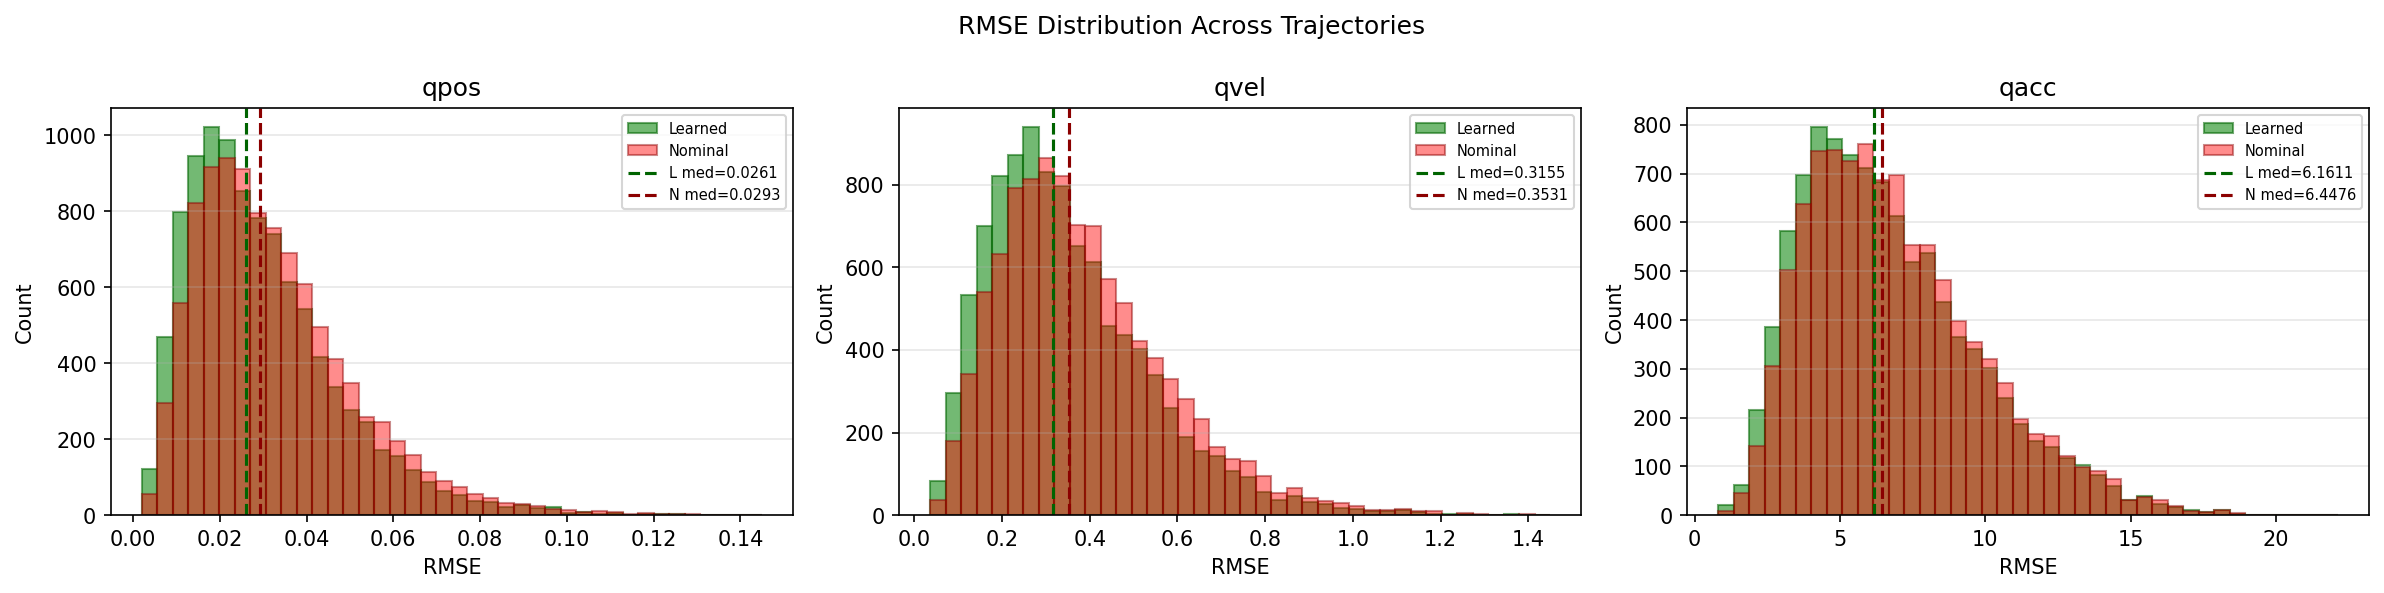 RMSE Distribution Across Trajectories
qpos
Count
1000
800
600
400
200
0
0.00 0.02 0.04 0.06 0.08 0.10 0.12 0.14
RMSE
Learned
Nominal
L med=0.0261
N med=0.0293
qvel
Count
800
600
400
200
0
0.0 0.2 0.4 0.6 0.8 1.0 1.2 1.4
RMSE
Learned
Nominal
L med=0.3155
N med=0.3531
qacc
Count
800
700
600
500
400
300
200
100
0
0 5 10 15 20
RMSE
Learned
Nominal
L med=6.1611
N med=6.4476